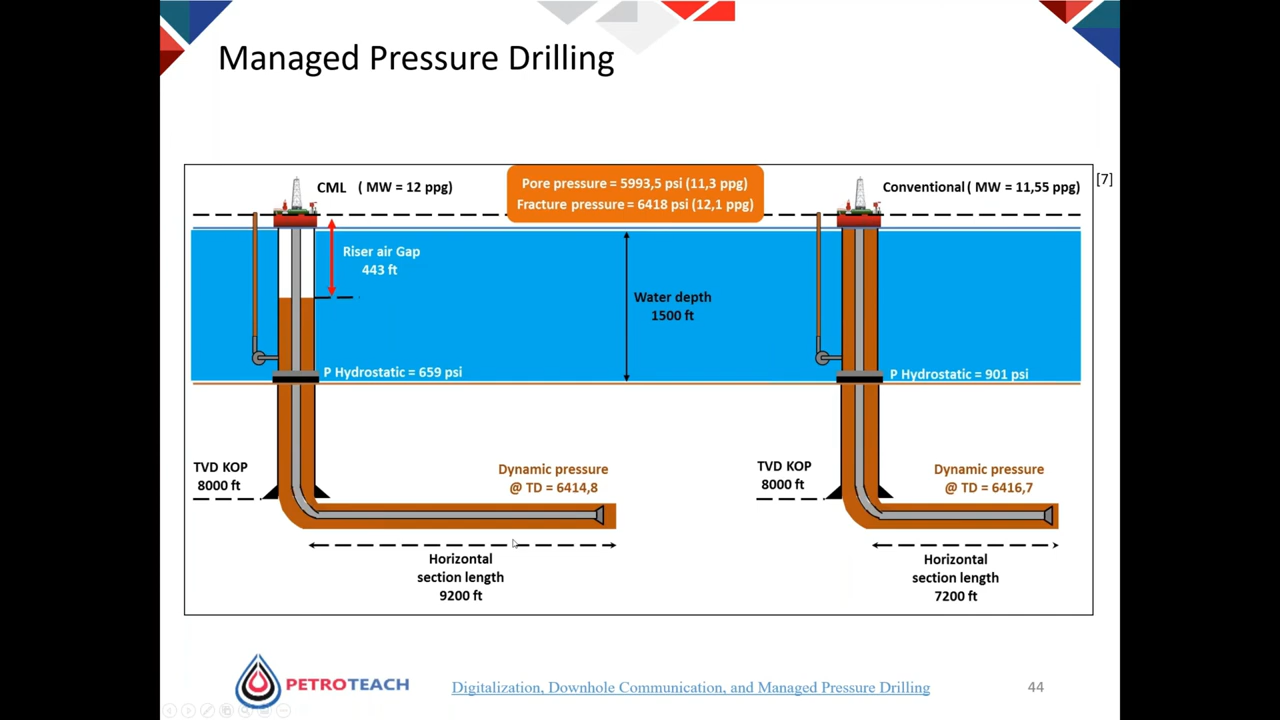 Managed Pressure Drilling
CML ( MW = 12 ppg)
Pore pressure = 5993,5 psi (11,3 ppg)
Fracture pressure = 6418 psi (12,1 ppg)
Conventional ( MW = 11,55 ppg)
[7]
Riser air Gap
443 ft
Water depth
1500 ft
P Hydrostatic = 659 psi
P Hydrostatic = 901 psi
TVD KOP
8000 ft
Dynamic pressure
@ TD = 6414,8
TVD KOP
8000 ft
Dynamic pressure
@ TD = 6416,7
Horizontal
section length
9200 ft
Horizontal
section length
7200 ft
PETROTEACH
Digitalization, Downhole Communication, and Managed Pressure Drilling
44